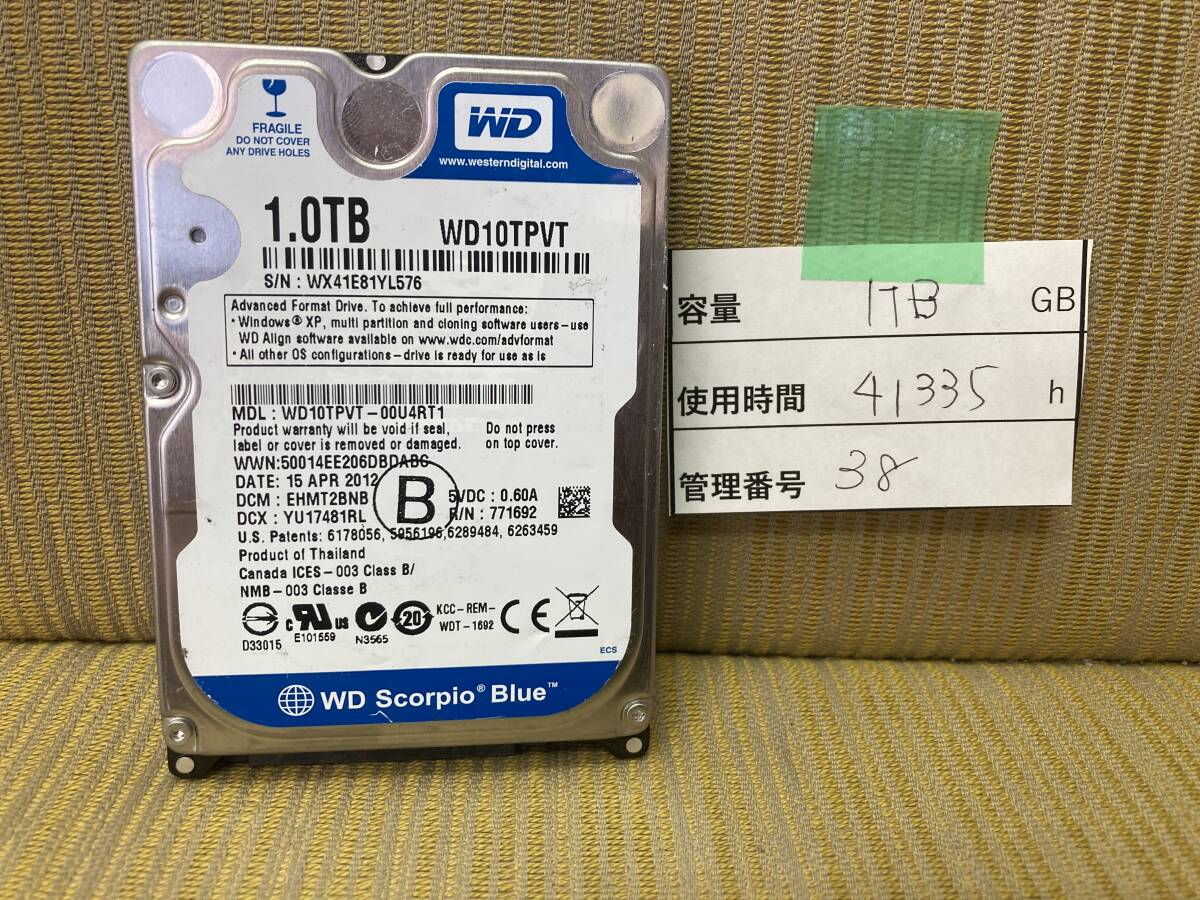 FRAGILE
DO NOT COVER
ANY DRIVE HOLES
WD
www.westerndigital.com
1.0TB
WD10TPVT
S/N : WX41E81YL576
Advanced Format Drive. To achieve full performance:
• Windows® XP, multi partition and cloning software users – use
WD Align software available on www.wdc.com/advformat
• All other OS configurations – drive is ready for use as is
MDL : WD10TPVT – 00U4RT1
Product warranty will be void if seal,
label or cover is removed or damaged.
Do not press
on top cover.
WWN:50014EE206DBDABG
DATE: 15 APR 2012
DCM : EHMT2BNB
DCX : YU17481RL
B
5VDC : 0.60A
R/N : 771692
U.S. Patents: 6178056, 5956196,6289484, 6263459
Product of Thailand
Canada ICES – 003 Class B/
NMB – 003 Classe B
D33015
c UL us
E101559
N3565
20
KCC – REM –
WDT – 1692
CE
ECS
WD Scorpio® Blue™
容量 1TB GB
使用時間 41335 h
管理番号 38